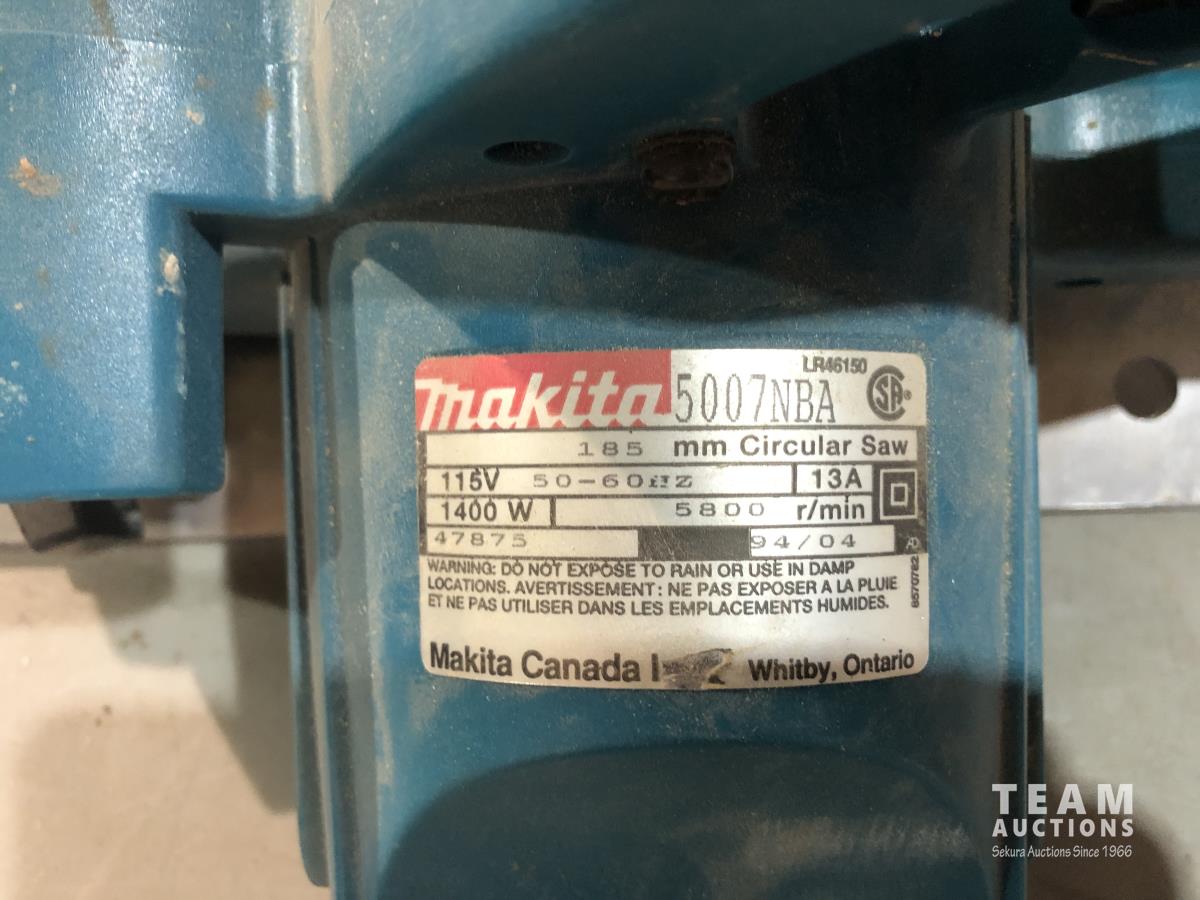 LR46150
makita 5007NBA SA
185 mm Circular Saw
115V 50-60HZ 13A
1400 W 5800 r/min
47875 94/04
WARNING: DO NOT EXPOSE TO RAIN OR USE IN DAMP
LOCATIONS. AVERTISSEMENT: NE PAS EXPOSER A LA PLUIE
ET NE PAS UTILISER DANS LES EMPLACEMENTS HUMIDES.
8570782
Makita Canada Whitby, Ontario
TEAM
AUCTIONS
Sekura Auctions Since 1966